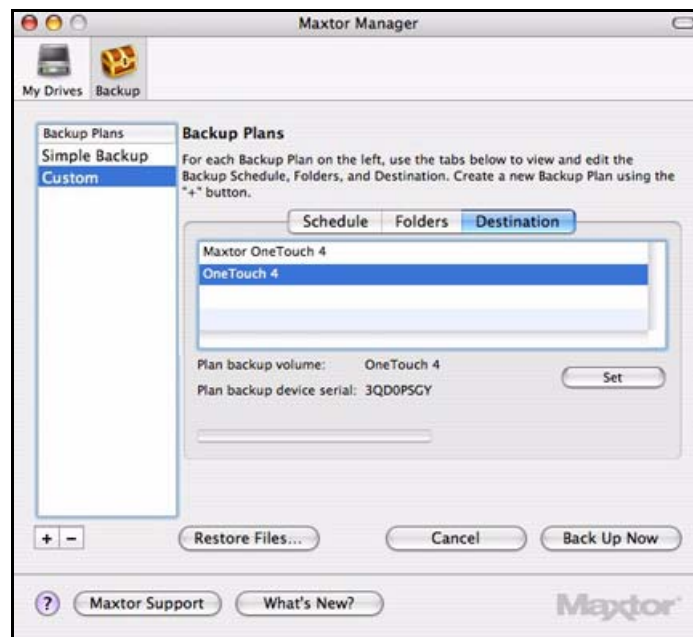 Maxtor Manager
My Drives
Backup
Backup Plans
Simple Backup
Custom
Backup Plans
For each Backup Plan on the left, use the tabs below to view and edit the
Backup Schedule, Folders, and Destination. Create a new Backup Plan using the
"+" button.
Schedule
Folders
Destination
Maxtor OneTouch 4
OneTouch 4
Plan backup volume: OneTouch 4
Plan backup device serial: 3QD0PSGY
Set
+ −
Restore Files...
Cancel
Back Up Now
?
Maxtor Support
What's New?
Maxtor